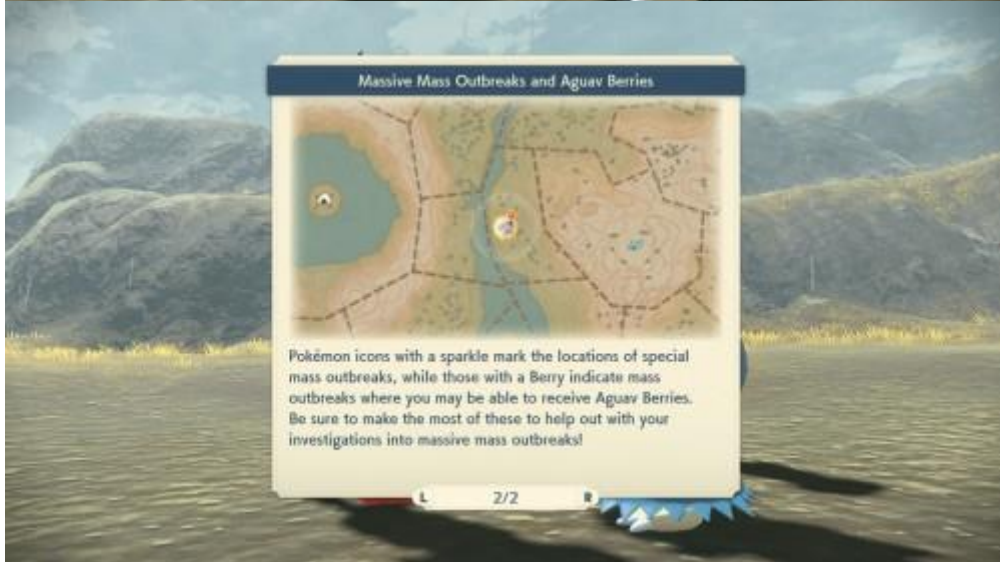 Massive Mass Outbreaks and Aguav Berries
Pokémon icons with a sparkle mark the locations of special
mass outbreaks, while those with a Berry indicate mass
outbreaks where you may be able to receive Aguav Berries.
Be sure to make the most of these to help out with your
investigations into massive mass outbreaks!
L 2/2 R